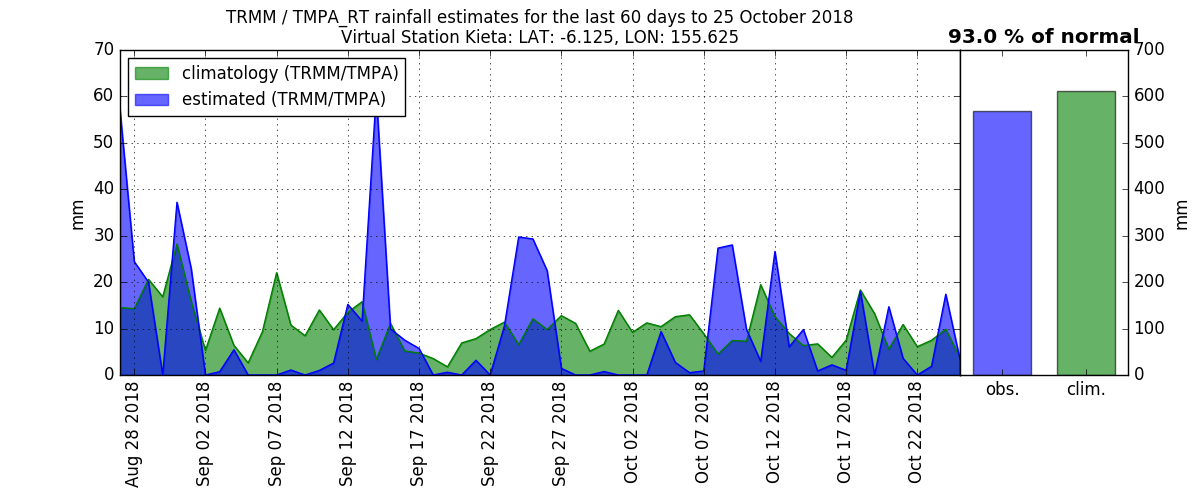 TRMM / TMPA_RT rainfall estimates for the last 60 days to 25 October 2018
Virtual Station Kieta: LAT: -6.125, LON: 155.625
93.0 % of normal
climatology (TRMM/TMPA)
estimated (TRMM/TMPA)
70
60
50
40
30
20
10
0
mm
Aug 28 2018
Sep 02 2018
Sep 07 2018
Sep 12 2018
Sep 17 2018
Sep 22 2018
Sep 27 2018
Oct 02 2018
Oct 07 2018
Oct 12 2018
Oct 17 2018
Oct 22 2018
obs.
clim.
700
600
500
400
300
200
100
0
mm